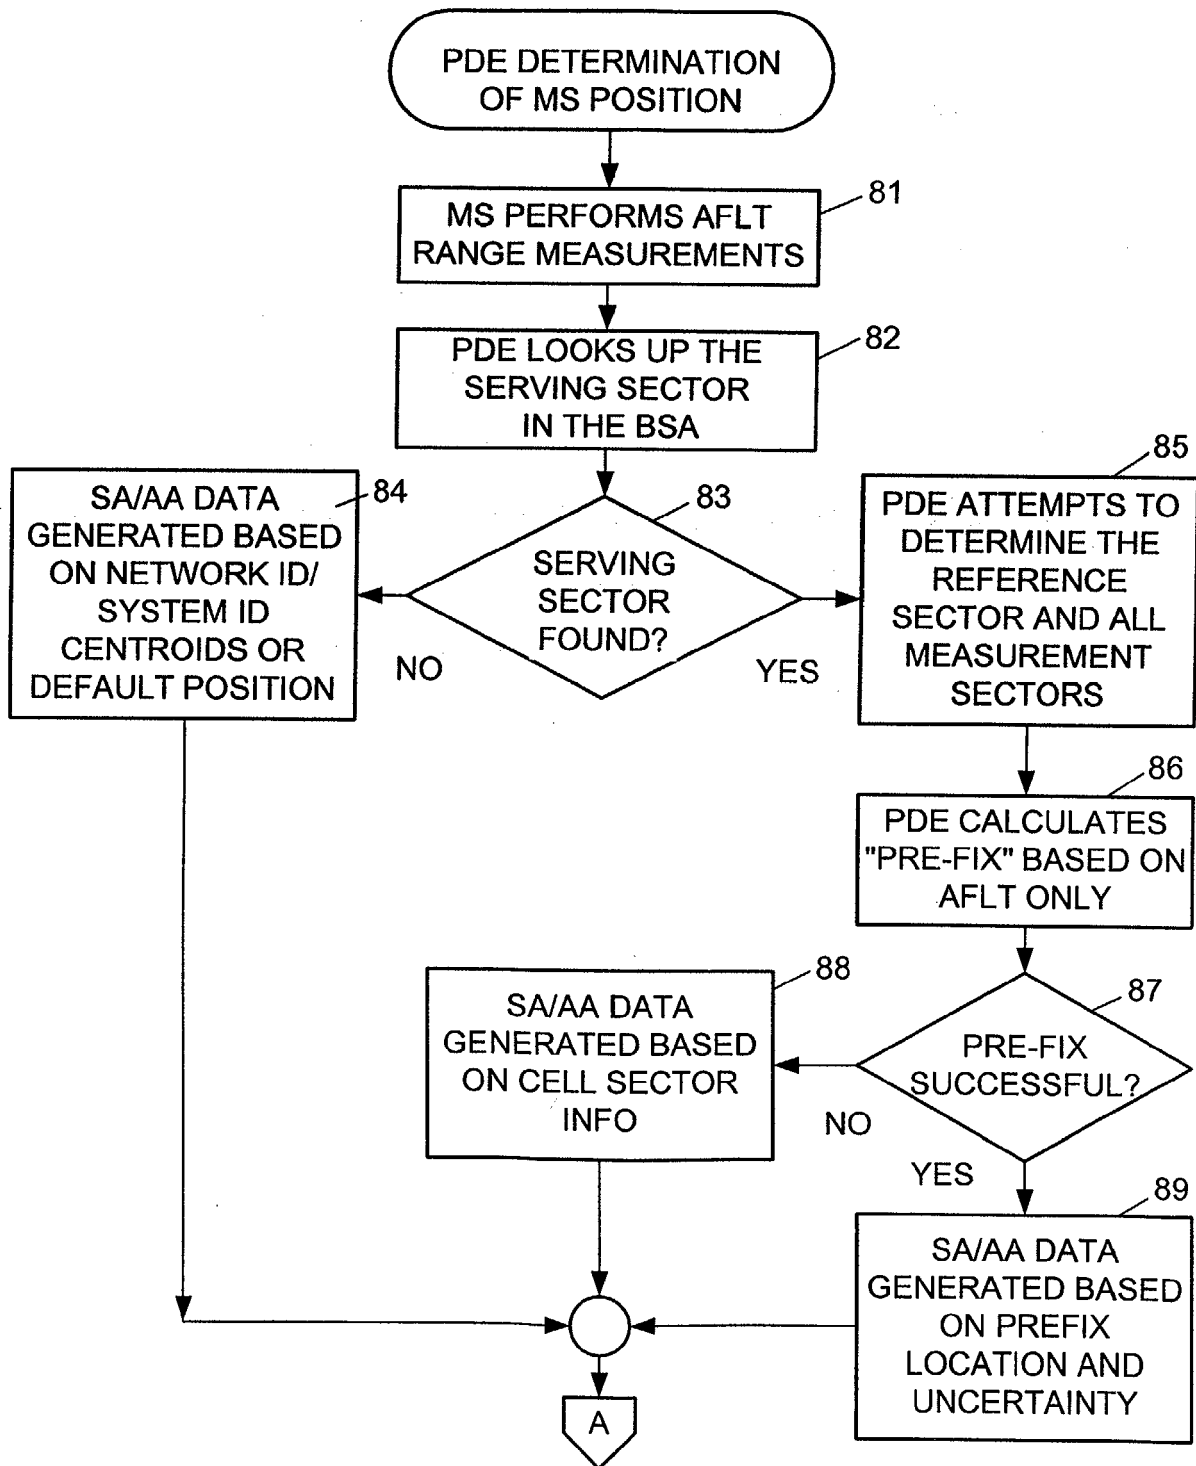 PDE DETERMINATION
OF MS POSITION
81
MS PERFORMS AFLT
RANGE MEASUREMENTS
82
PDE LOOKS UP THE
SERVING SECTOR
IN THE BSA
83
SERVING
SECTOR
FOUND?
NO
YES
84
SA/AA DATA
GENERATED BASED
ON NETWORK ID/
SYSTEM ID
CENTROIDS OR
DEFAULT POSITION
85
PDE ATTEMPTS TO
DETERMINE THE
REFERENCE
SECTOR AND ALL
MEASUREMENT
SECTORS
86
PDE CALCULATES
"PRE-FIX" BASED ON
AFLT ONLY
87
PRE-FIX
SUCCESSFUL?
NO
YES
88
SA/AA DATA
GENERATED BASED
ON CELL SECTOR
INFO
89
SA/AA DATA
GENERATED BASED
ON PREFIX
LOCATION AND
UNCERTAINTY
A